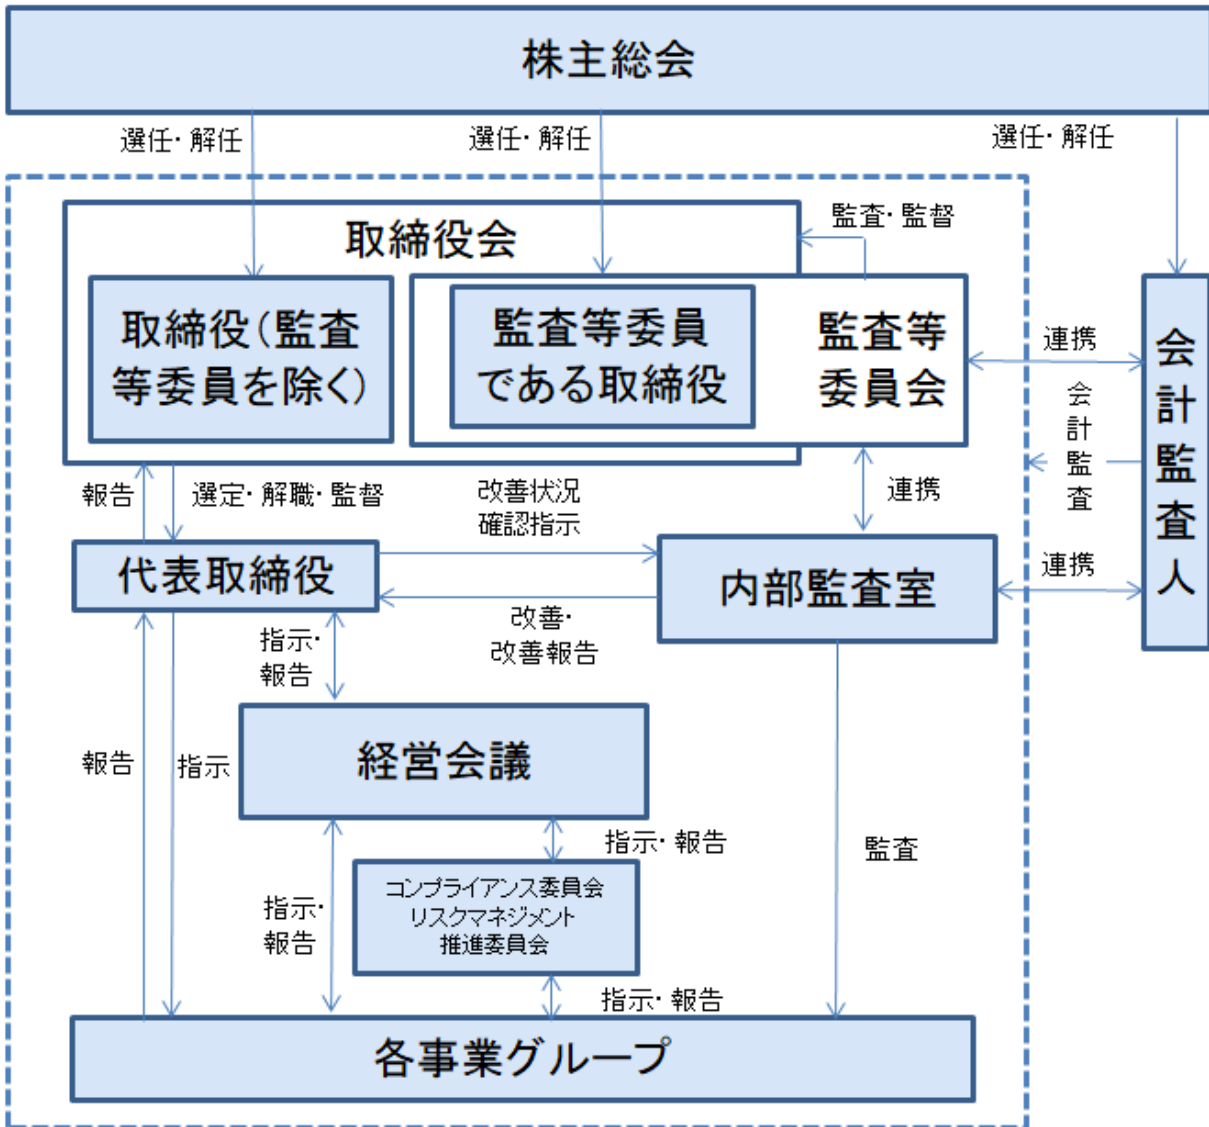 株主総会
選任・解任
選任・解任
選任・解任
取締役会
監査・監督
取締役(監査
等委員を除く)
監査等委員
である取締役
監査等
委員会
連携
会計監査人
会計監査
報告
選定・解職・監督
改善状況
確認指示
連携
代表取締役
内部監査室
連携
改善・
改善報告
指示・
報告
経営会議
報告
指示
指示・報告
監査
コンプライアンス委員会
リスクマネジメント
推進委員会
指示・
報告
指示・報告
各事業グループ